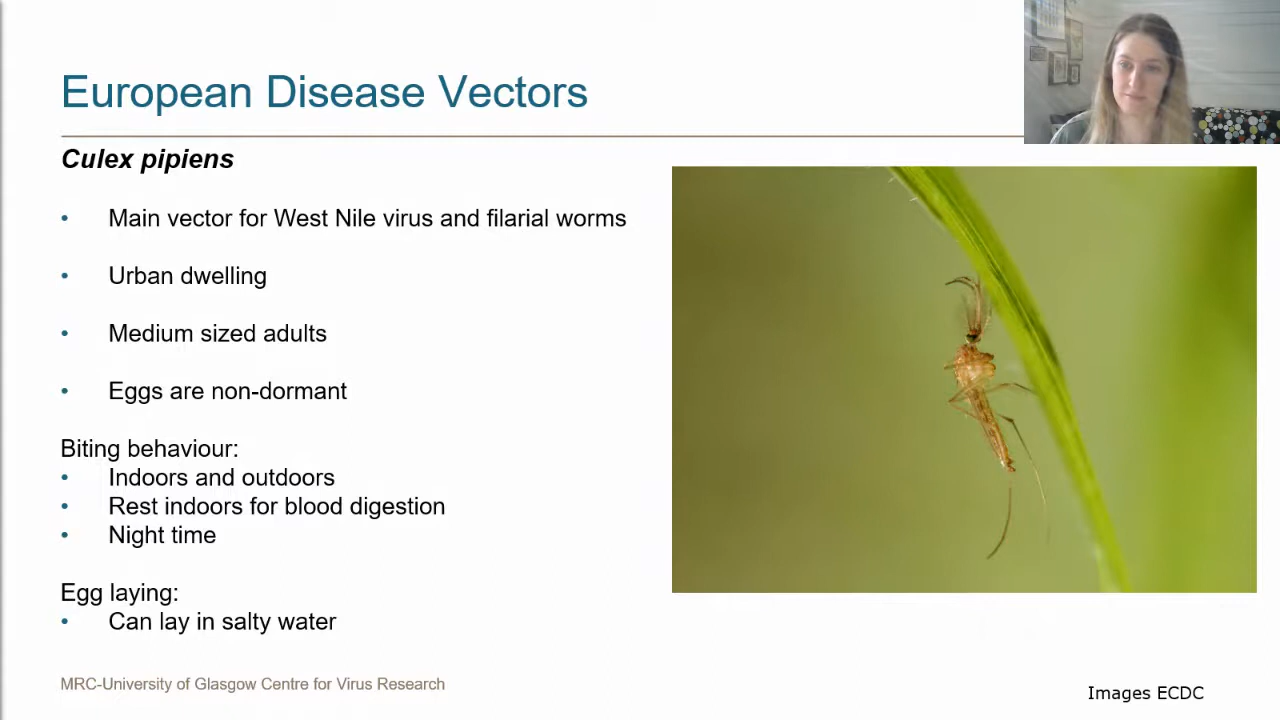 European Disease Vectors
Culex pipiens
• Main vector for West Nile virus and filarial worms
• Urban dwelling
• Medium sized adults
• Eggs are non-dormant
Biting behaviour:
• Indoors and outdoors
• Rest indoors for blood digestion
• Night time
Egg laying:
• Can lay in salty water
MRC-University of Glasgow Centre for Virus Research
Images ECDC